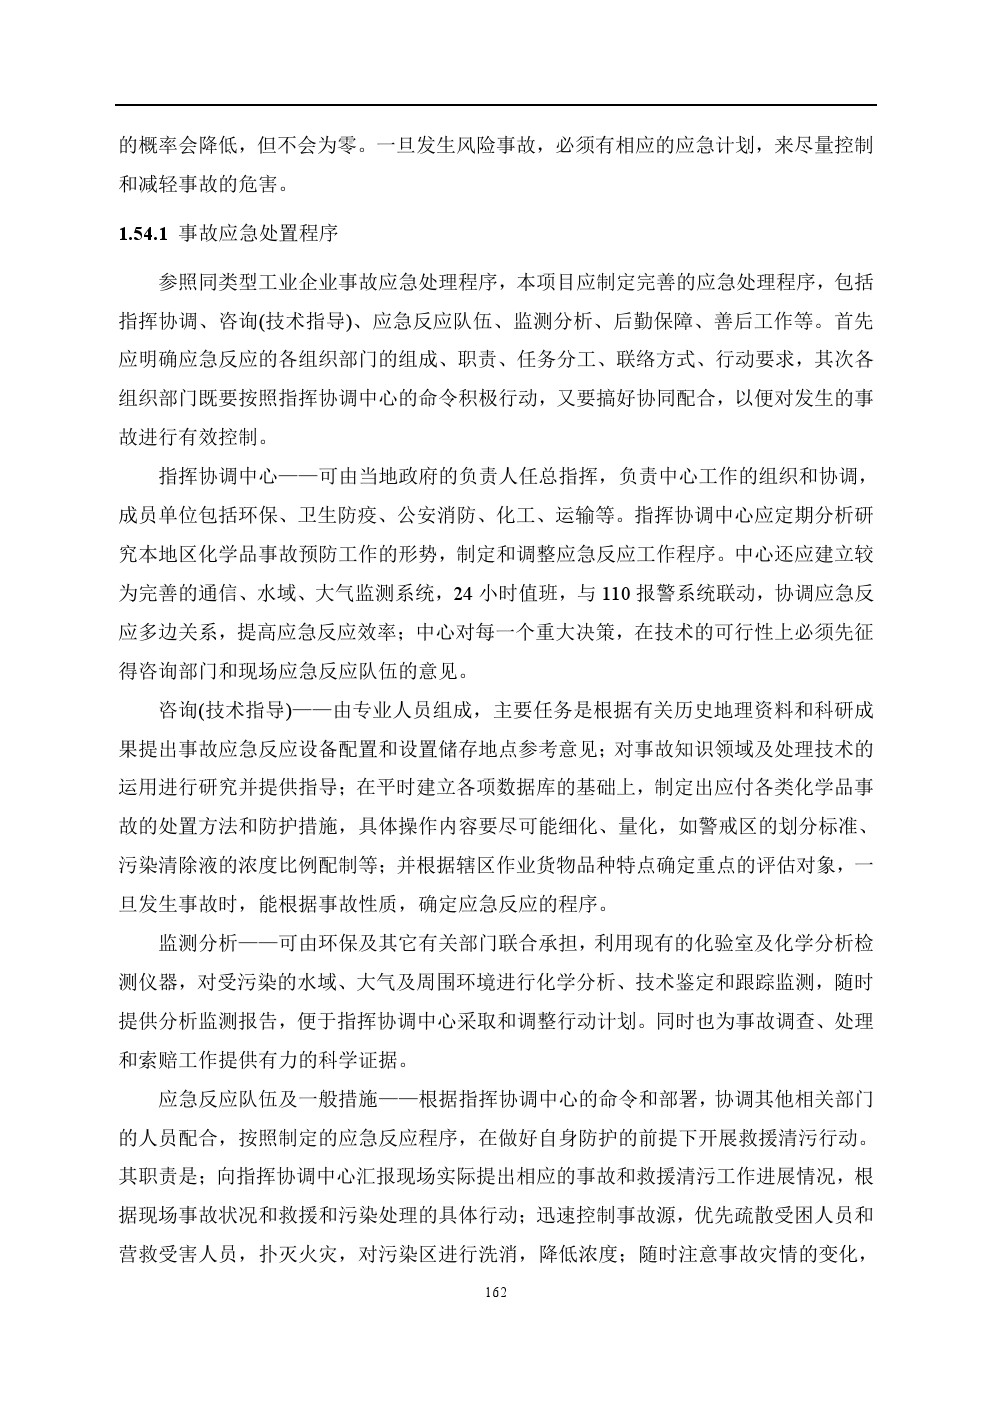 的概率会降低，但不会为零。一旦发生风险事故，必须有相应的应急计划，来尽量控制
和减轻事故的危害。
1.54.1 事故应急处置程序
参照同类型工业企业事故应急处理程序，本项目应制定完善的应急处理程序，包括
指挥协调、咨询(技术指导)、应急反应队伍、监测分析、后勤保障、善后工作等。首先
应明确应急反应的各组织部门的组成、职责、任务分工、联络方式、行动要求，其次各
组织部门既要按照指挥协调中心的命令积极行动，又要搞好协同配合，以便对发生的事
故进行有效控制。
指挥协调中心——可由当地政府的负责人任总指挥，负责中心工作的组织和协调，
成员单位包括环保、卫生防疫、公安消防、化工、运输等。指挥协调中心应定期分析研
究本地区化学品事故预防工作的形势，制定和调整应急反应工作程序。中心还应建立较
为完善的通信、水域、大气监测系统，24 小时值班，与 110 报警系统联动，协调应急反
应多边关系，提高应急反应效率；中心对每一个重大决策，在技术的可行性上必须先征
得咨询部门和现场应急反应队伍的意见。
咨询(技术指导)——由专业人员组成，主要任务是根据有关历史地理资料和科研成
果提出事故应急反应设备配置和设置储存地点参考意见；对事故知识领域及处理技术的
运用进行研究并提供指导；在平时建立各项数据库的基础上，制定出应付各类化学品事
故的处置方法和防护措施，具体操作内容要尽可能细化、量化，如警戒区的划分标准、
污染清除液的浓度比例配制等；并根据辖区作业货物品种特点确定重点的评估对象，一
旦发生事故时，能根据事故性质，确定应急反应的程序。
监测分析——可由环保及其它有关部门联合承担，利用现有的化验室及化学分析检
测仪器，对受污染的水域、大气及周围环境进行化学分析、技术鉴定和跟踪监测，随时
提供分析监测报告，便于指挥协调中心采取和调整行动计划。同时也为事故调查、处理
和索赔工作提供有力的科学证据。
应急反应队伍及一般措施——根据指挥协调中心的命令和部署，协调其他相关部门
的人员配合，按照制定的应急反应程序，在做好自身防护的前提下开展救援清污行动。
其职责是；向指挥协调中心汇报现场实际提出相应的事故和救援清污工作进展情况，根
据现场事故状况和救援和污染处理的具体行动；迅速控制事故源，优先疏散受困人员和
营救受害人员，扑灭火灾，对污染区进行洗消，降低浓度；随时注意事故灾情的变化，
162